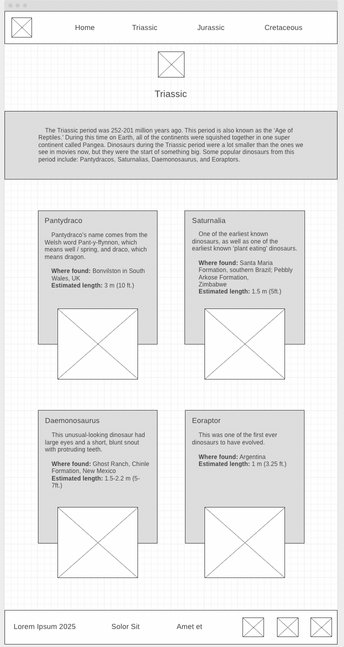 Home Triassic Jurassic Cretaceous
Triassic
The Triassic period was 252-201 million years ago. This period is also known as the 'Age of
Reptiles.' During this time on Earth, all of the continents were squished together in one super
continent called Pangea. Dinosaurs during the Triassic period were a lot smaller than the ones we
see in movies now, but they were the start of something big. Some popular dinosaurs from this
period include: Pantydracos, Saturnalias, Daemonosaurus, and Eoraptors.
Pantydraco
Pantydraco's name comes from the
Welsh word Pant-y-ffynnon, which
means well / spring, and draco, which
means dragon.
Where found: Bonvilston in South
Wales, UK
Estimated length: 3 m (10 ft.)
Saturnalia
One of the earliest known
dinosaurs, as well as one of the
earliest known 'plant eating' dinosaurs.
Where found: Santa Maria
Formation, southern Brazil; Pebbly
Arkose Formation,
Zimbabwe
Estimated length: 1.5 m (5ft.)
Daemonosaurus
This unusual-looking dinosaur had
large eyes and a short, blunt snout
with protruding teeth.
Where found: Ghost Ranch, Chinle
Formation, New Mexico
Estimated length: 1.5-2.2 m (5-
7ft.)
Eoraptor
This was one of the first ever
dinosaurs to have evolved.
Where found: Argentina
Estimated length: 1 m (3.25 ft.)
Lorem Ipsum 2025 Solor Sit Amet et